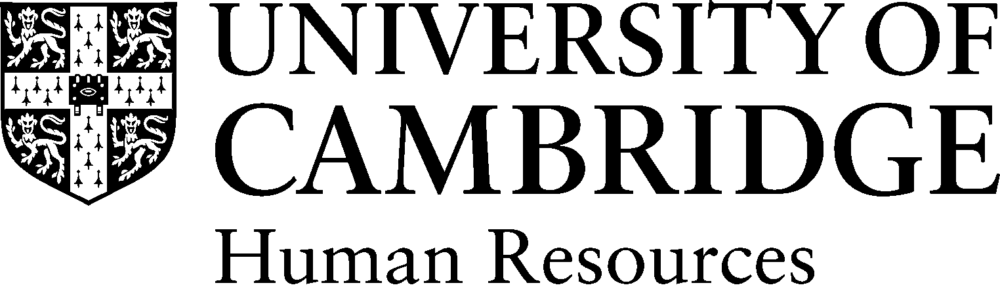 UNIVERSITY OF
CAMBRIDGE
Human Resources